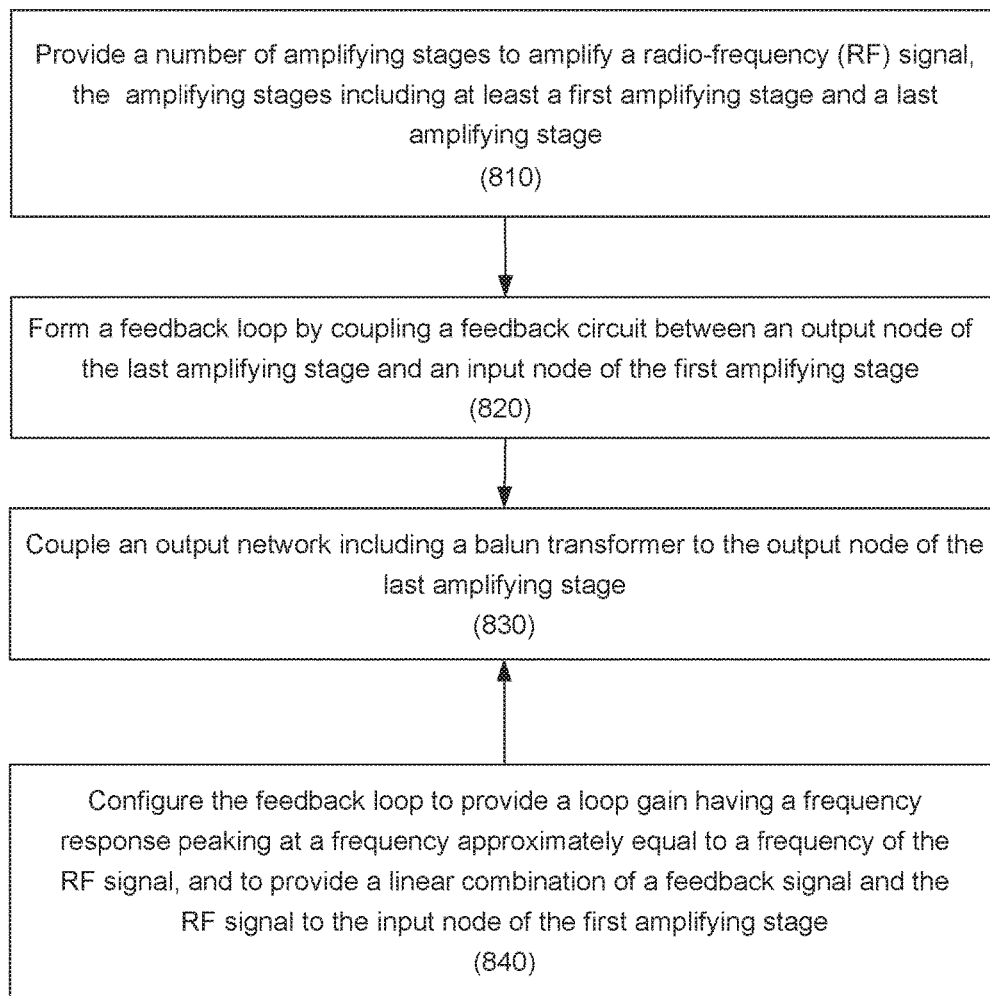 Provide a number of amplifying stages to amplify a radio-frequency (RF) signal,
the amplifying stages including at least a first amplifying stage and a last
amplifying stage
(810)
Form a feedback loop by coupling a feedback circuit between an output node of
the last amplifying stage and an input node of the first amplifying stage
(820)
Couple an output network including a balun transformer to the output node of the
last amplifying stage
(830)
Configure the feedback loop to provide a loop gain having a frequency
response peaking at a frequency approximately equal to a frequency of the
RF signal, and to provide a linear combination of a feedback signal and the
RF signal to the input node of the first amplifying stage
(840)